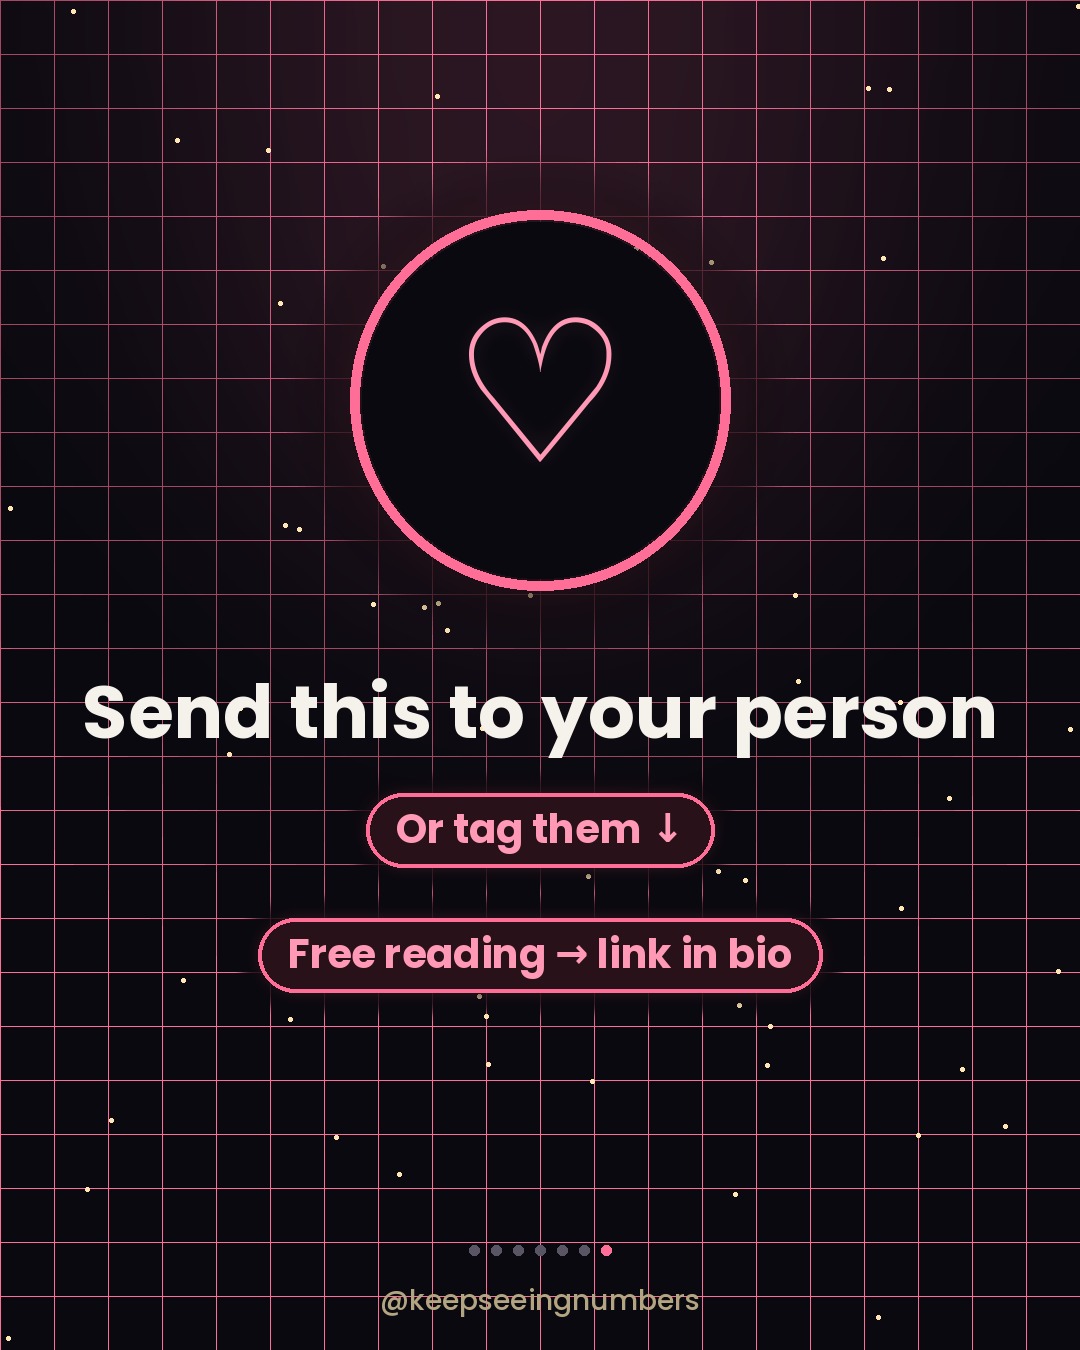 Send this to your person
Or tag them ↓
Free reading → link in bio
@keepseeingnumbers